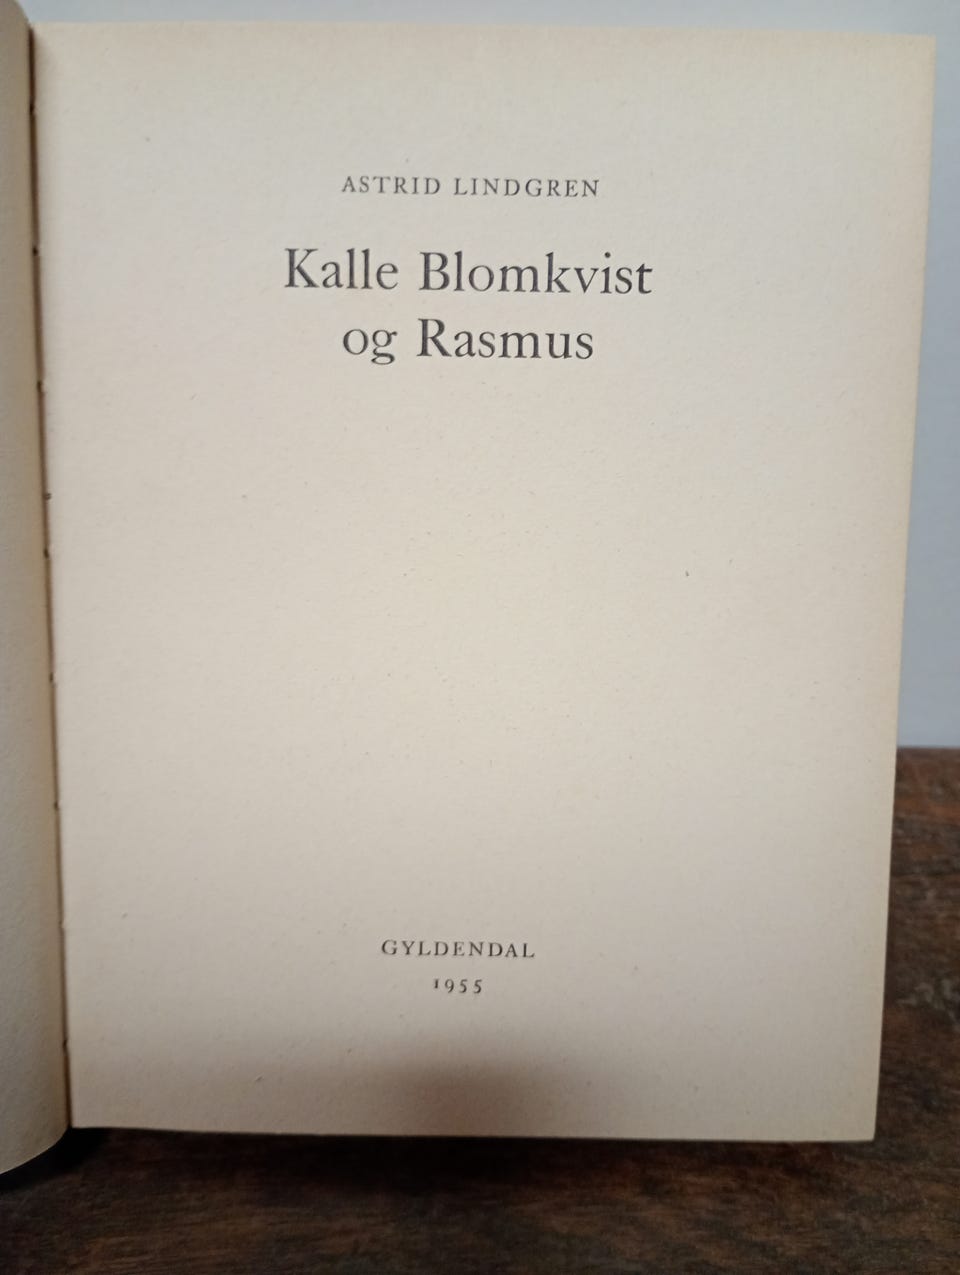 ASTRID LINDGREN
Kalle Blomkvist
og Rasmus
GYLDENDAL
1955